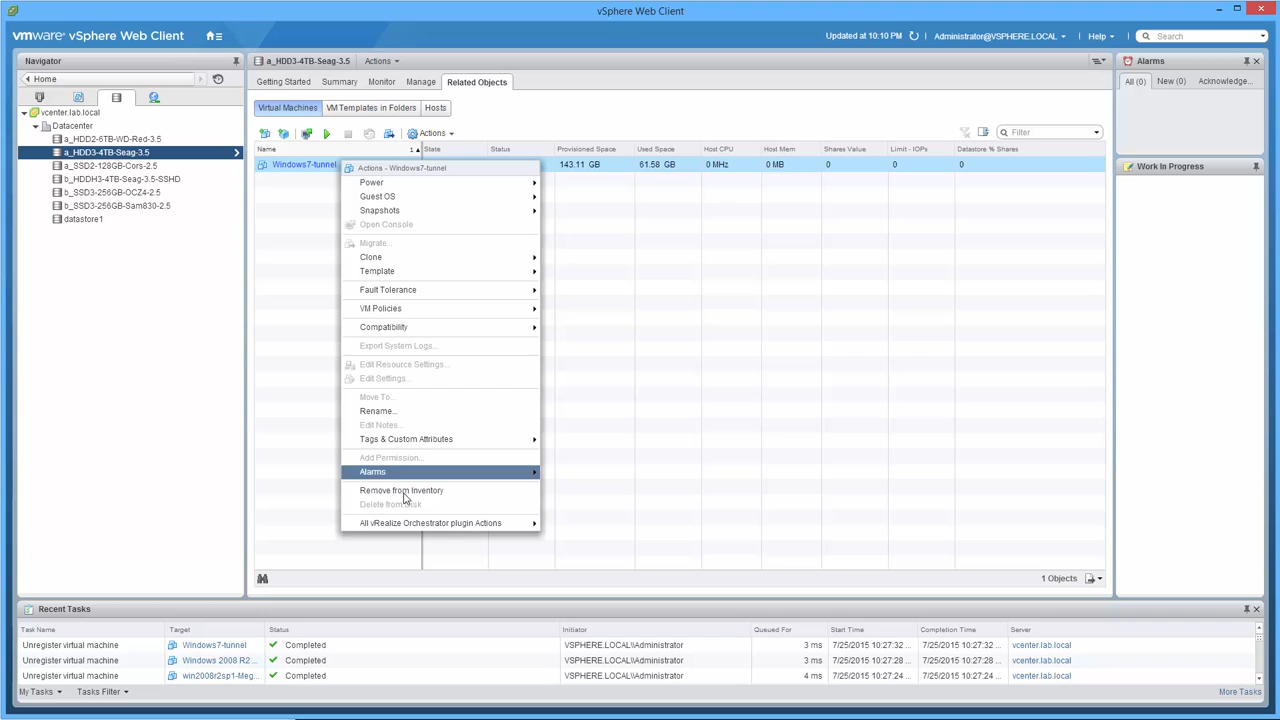 vSphere Web Client
vmware® vSphere Web Client
Updated at 10:10 PM
Administrator@VSPHERE.LOCAL
Help
Search
Navigator
Home
vcenter.lab.local
Datacenter
a_HDD2-6TB-WD-Red-3.5
a_HDD3-4TB-Seag-3.5
a_SSD2-128GB-Cors-2.5
b_HDDH3-4TB-Seag-3.5-SSHD
b_SSD3-256GB-OCZ4-2.5
b_SSD3-256GB-Sam830-2.5
datastore1
a_HDD3-4TB-Seag-3.5 Actions
Getting Started Summary Monitor Manage Related Objects
Virtual Machines VM Templates in Folders Hosts
Actions
Filter
Name 1 State Status Provisioned Space Used Space Host CPU Host Mem Shares Value Limit - IOPs Datastore % Shares
Windows7-tunnel 143.11 GB 61.58 GB 0 MHz 0 MB 0 0 0
Actions - Windows7-tunnel
Power
Guest OS
Snapshots
Open Console
Migrate...
Clone
Template
Fault Tolerance
VM Policies
Compatibility
Export System Logs...
Edit Resource Settings...
Edit Settings...
Move To...
Rename...
Edit Notes...
Tags & Custom Attributes
Add Permission...
Alarms
Remove from Inventory
Delete from Disk
All vRealize Orchestrator plugin Actions
1 Objects
Alarms
All (0) New (0) Acknowledge...
Work In Progress
Recent Tasks
Task Name Target Status Initiator Queued For Start Time Completion Time Server
Unregister virtual machine Windows7-tunnel Completed VSPHERE.LOCAL\Administrator 3 ms 7/25/2015 10:27:32 7/25/2015 10:27:32 vcenter.lab.local
Unregister virtual machine Windows 2008 R2 ... Completed VSPHERE.LOCAL\Administrator 3 ms 7/25/2015 10:27:28 7/25/2015 10:27:28 vcenter.lab.local
Unregister virtual machine win2008r2sp1-Meg... Completed VSPHERE.LOCAL\Administrator 4 ms 7/25/2015 10:27:24 7/25/2015 10:27:24 vcenter.lab.local
My Tasks Tasks Filter More Tasks